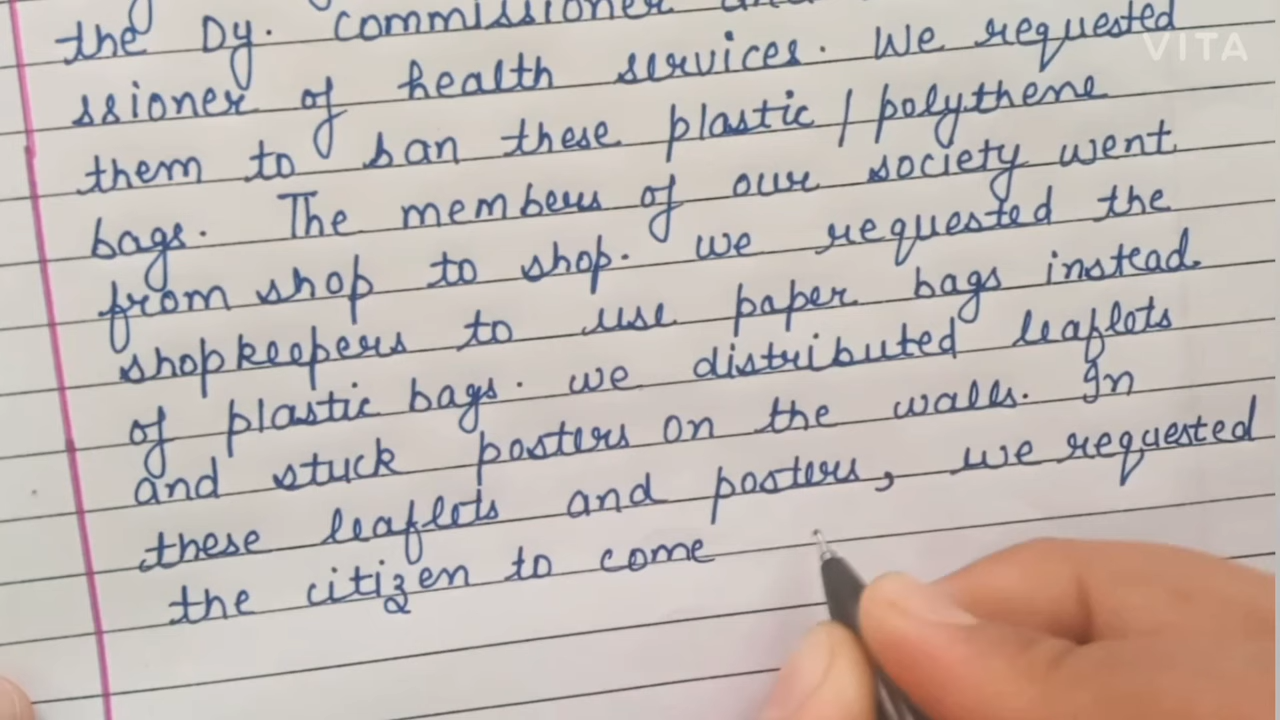 the Dy. Commissioner and
ssioner of health services. We requested
them to ban these plastic / polythene
bags. The members of our society went
from shop to shop. we requested the
shopkeepers to use paper bags instead
of plastic bags. we distributed leaflets
and stuck posters on the walls. In
these leaflets and posters, we requested
the citizen to come
VITA